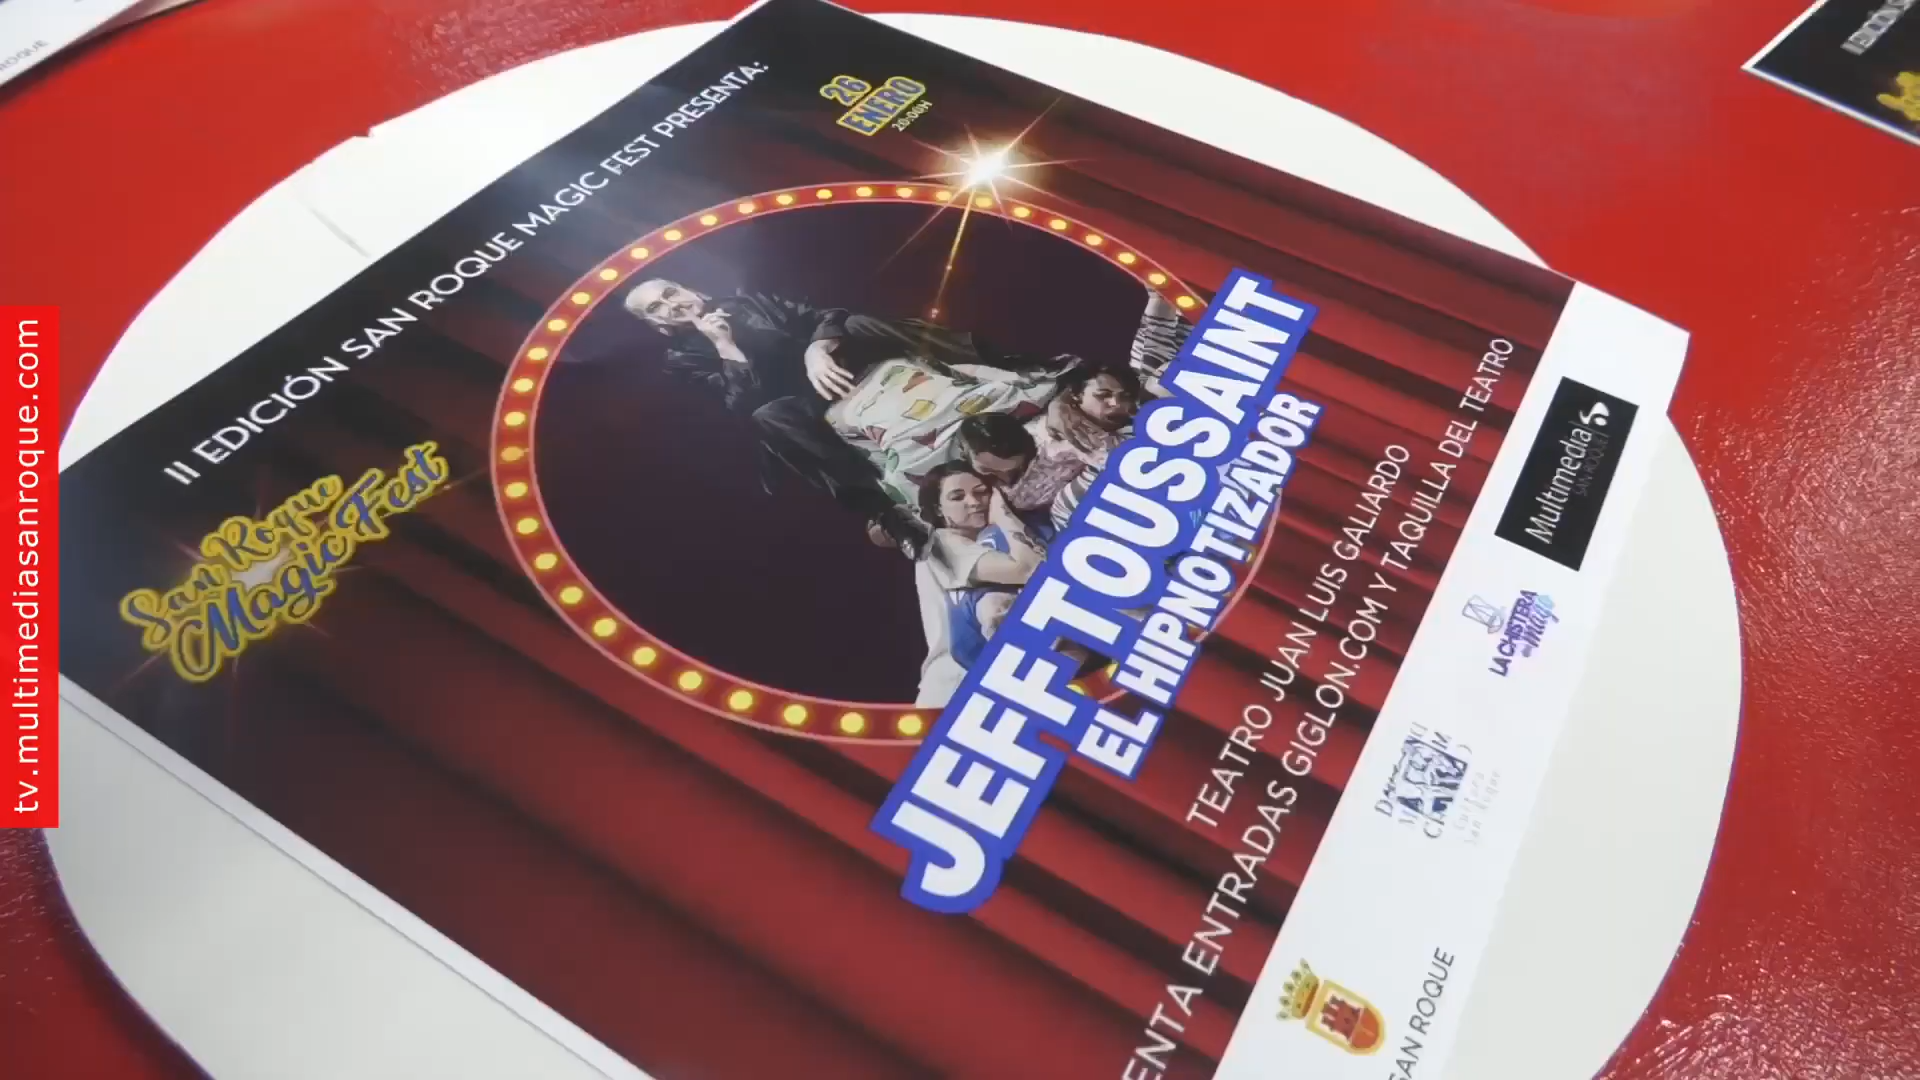 II EDICIÓN SAN ROQUE MAGIC FEST PRESENTA:
26
ENERO
20:00H
San Roque
Magic Fest
JEFF TOUSSAINT
EL HIPNOTIZADOR
TEATRO JUAN LUIS GALIARDO
ENTA ENTRADAS GIGLON.COM Y TAQUILLA DEL TEATRO
Multimedia
SAN ROQUE
LA CHISTERA
mago
SAN ROQUE
ROQUE
tv.multimediasanroque.com